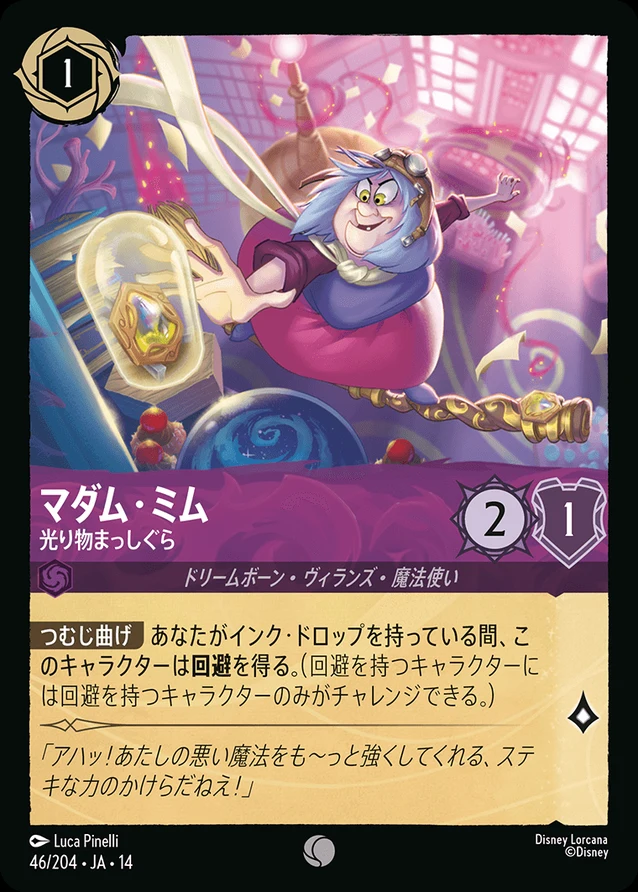 1
マダム・ミム
光り物まっしぐら
2
1
ドリームボーン・ヴィランズ・魔法使い
つむじ曲げ あなたがインク・ドロップを持っている間、こ
のキャラクターは回避を得る。（回避を持つキャラクターに
は回避を持つキャラクターのみがチャレンジできる。）
「アハッ！あたしの悪い魔法をも〜っと強くしてくれる、ステ
キな力のかけらだねえ！」
Luca Pinelli
46/204 • JA • 14
Disney Lorcana
©Disney